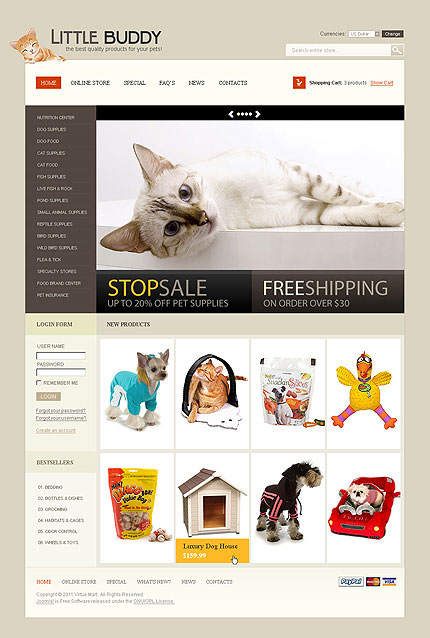 LITTLE BUDDY
the best quality products for your pets!
Currencies: US Dollar Change
Search entire store...
HOME ONLINE STORE SPECIAL FAQ'S NEWS CONTACTS
Shopping Cart: 3 products Show Cart
NUTRITION CENTER
DOG SUPPLIES
DOG FOOD
CAT SUPPLIES
CAT FOOD
FISH SUPPLIES
LIVE FISH & ROCK
POND SUPPLIES
SMALL ANIMAL SUPPLIES
REPTILE SUPPLIES
BIRD SUPPLIES
WILD BIRD SUPPLIES
FLEA & TICK
SPECIALTY STORES
FOOD BRAND CENTER
PET INSURANCE
STOPSALE
UP TO 20% OFF PET SUPPLIES
FREESHIPPING
ON ORDER OVER $30
LOGIN FORM
USER NAME
PASSWORD
REMEMBER ME
LOGIN
Forgot your password?
Forgot your username?
Create an account
BESTSELLERS
01. BEDDING
02. BOTTLES & DISHES
03. GROOMING
04. HABITATS & CAGES
05. ODOR CONTROL
06. WHEELS & TOYS
NEW PRODUCTS
Luxury Dog House
$159.99
HOME ONLINE STORE SPECIAL WHAT'S NEW? NEWS CONTACTS
Copyright © 2011 Virtue Mart. All Rights Reserved.
Joomla! is Free Software released under the GNU/GPL License.
PayPal VISA